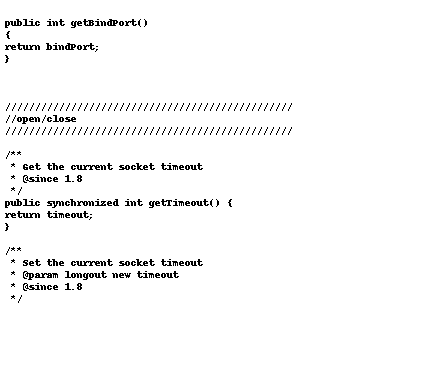 public int getBindPort()
{
return bindPort;
}
////////////////////////////////////////////////
//open/close
////////////////////////////////////////////////
/**
 * Get the current socket timeout
 * @since 1.8
 */
public synchronized int getTimeout() {
return timeout;
}
/**
 * Set the current socket timeout
 * @param longout new timeout
 * @since 1.8
 */